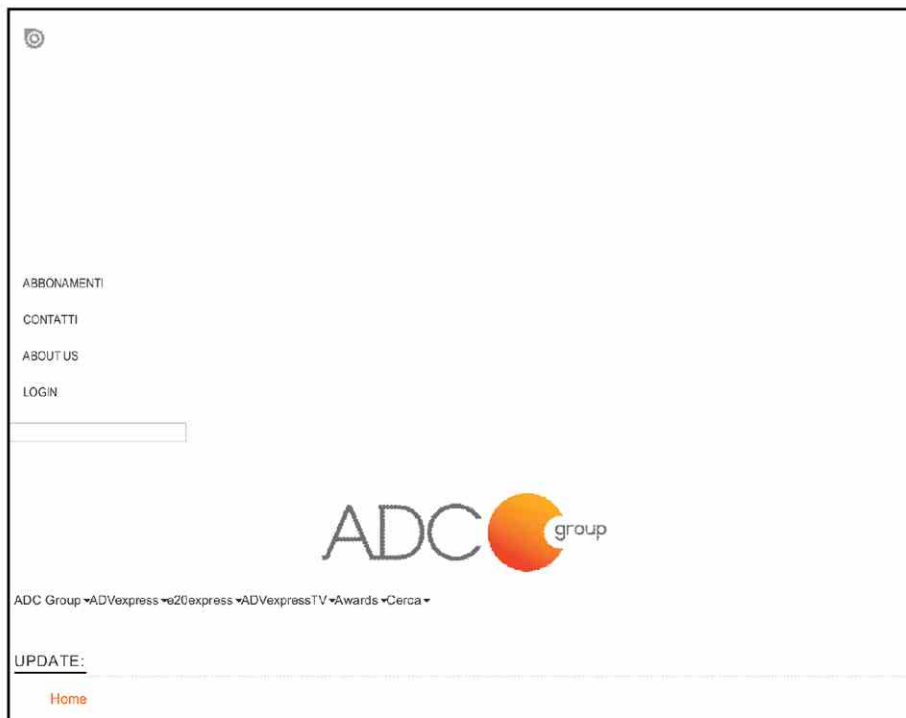 ABBONAMENTI
CONTATTI
ABOUT US
LOGIN
ADC group
ADC Group ADVexpress e20express ADVexpressTV Awards Cerca
UPDATE:
Home